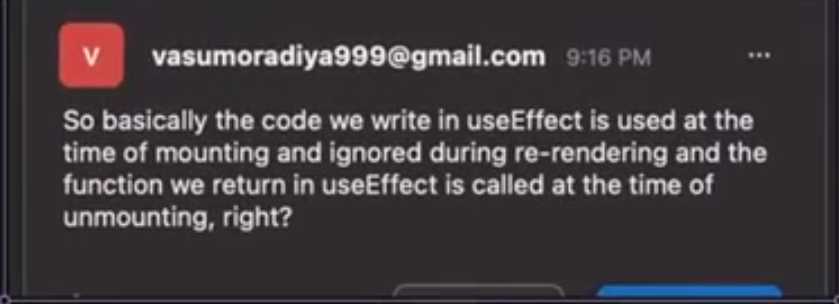 V
vasumoradiya999@gmail.com 9:16 PM ...
So basically the code we write in useEffect is used at the
time of mounting and ignored during re-rendering and the
function we return in useEffect is called at the time of
unmounting, right?